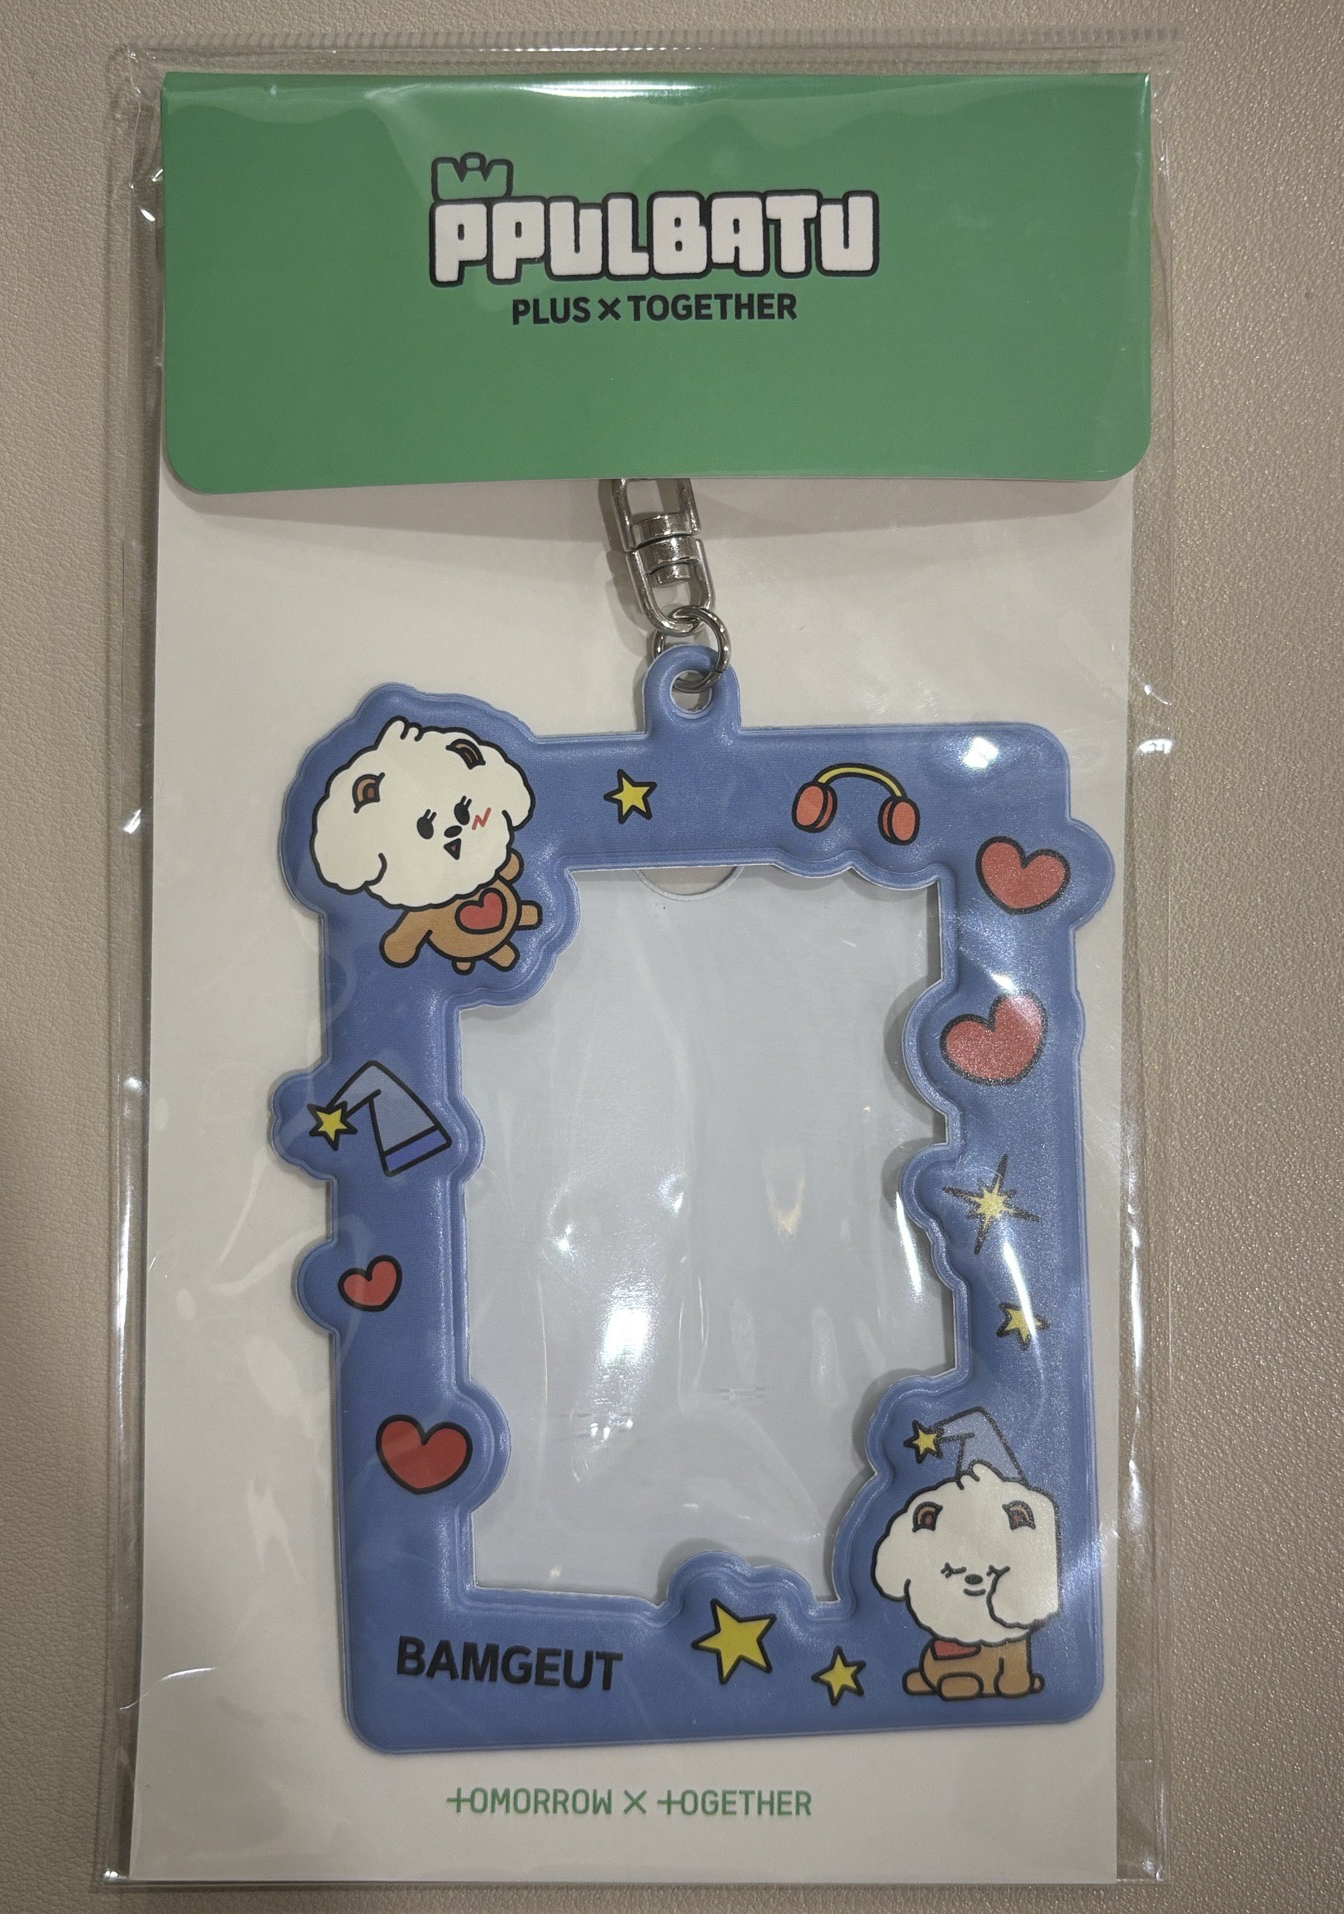 PPULBATU
PLUS × TOGETHER
BAMGEUT
TOMORROW × TOGETHER